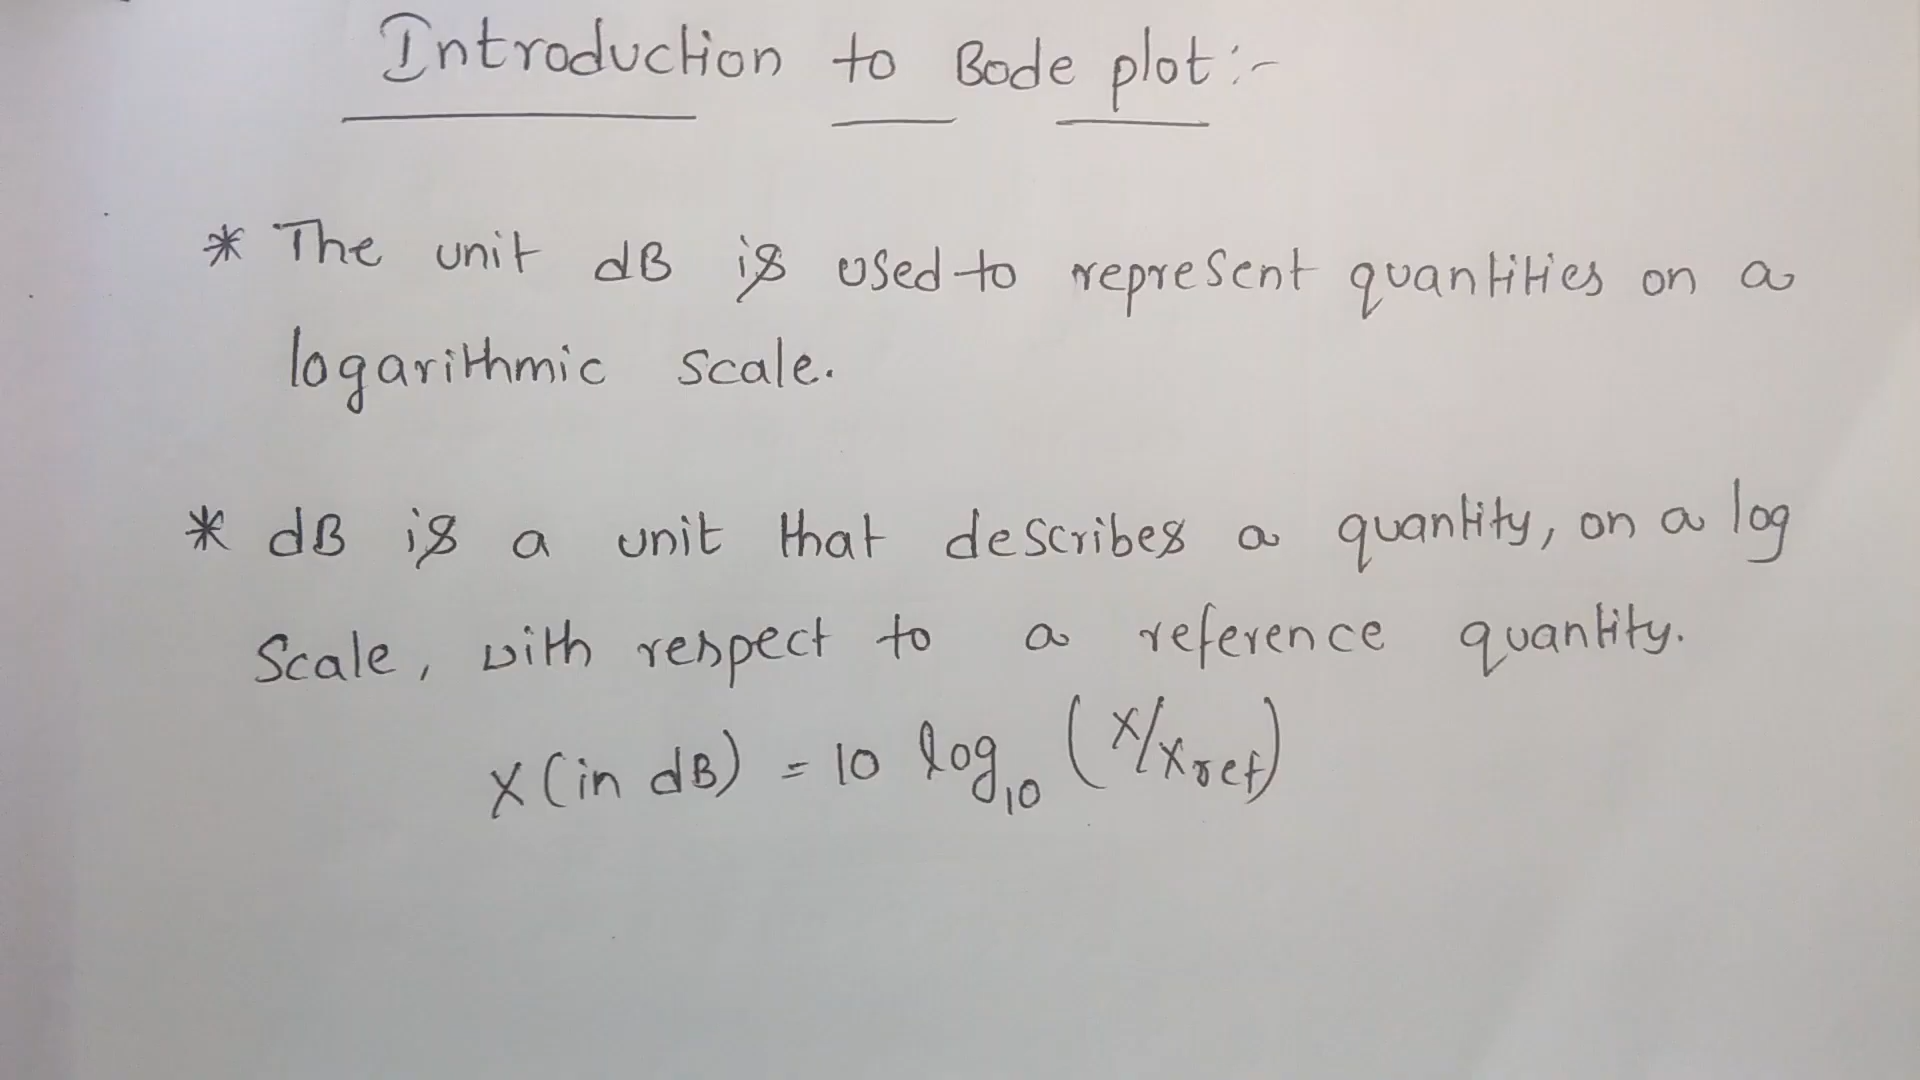 Introduction to Bode plot:-
* The unit dB is used to represent quantities on a
logarithmic scale.
* dB is a unit that describes a quantity, on a log
scale, with respect to a reference quantity.
X (in dB) = 10 log₁₀ (X/Xref)